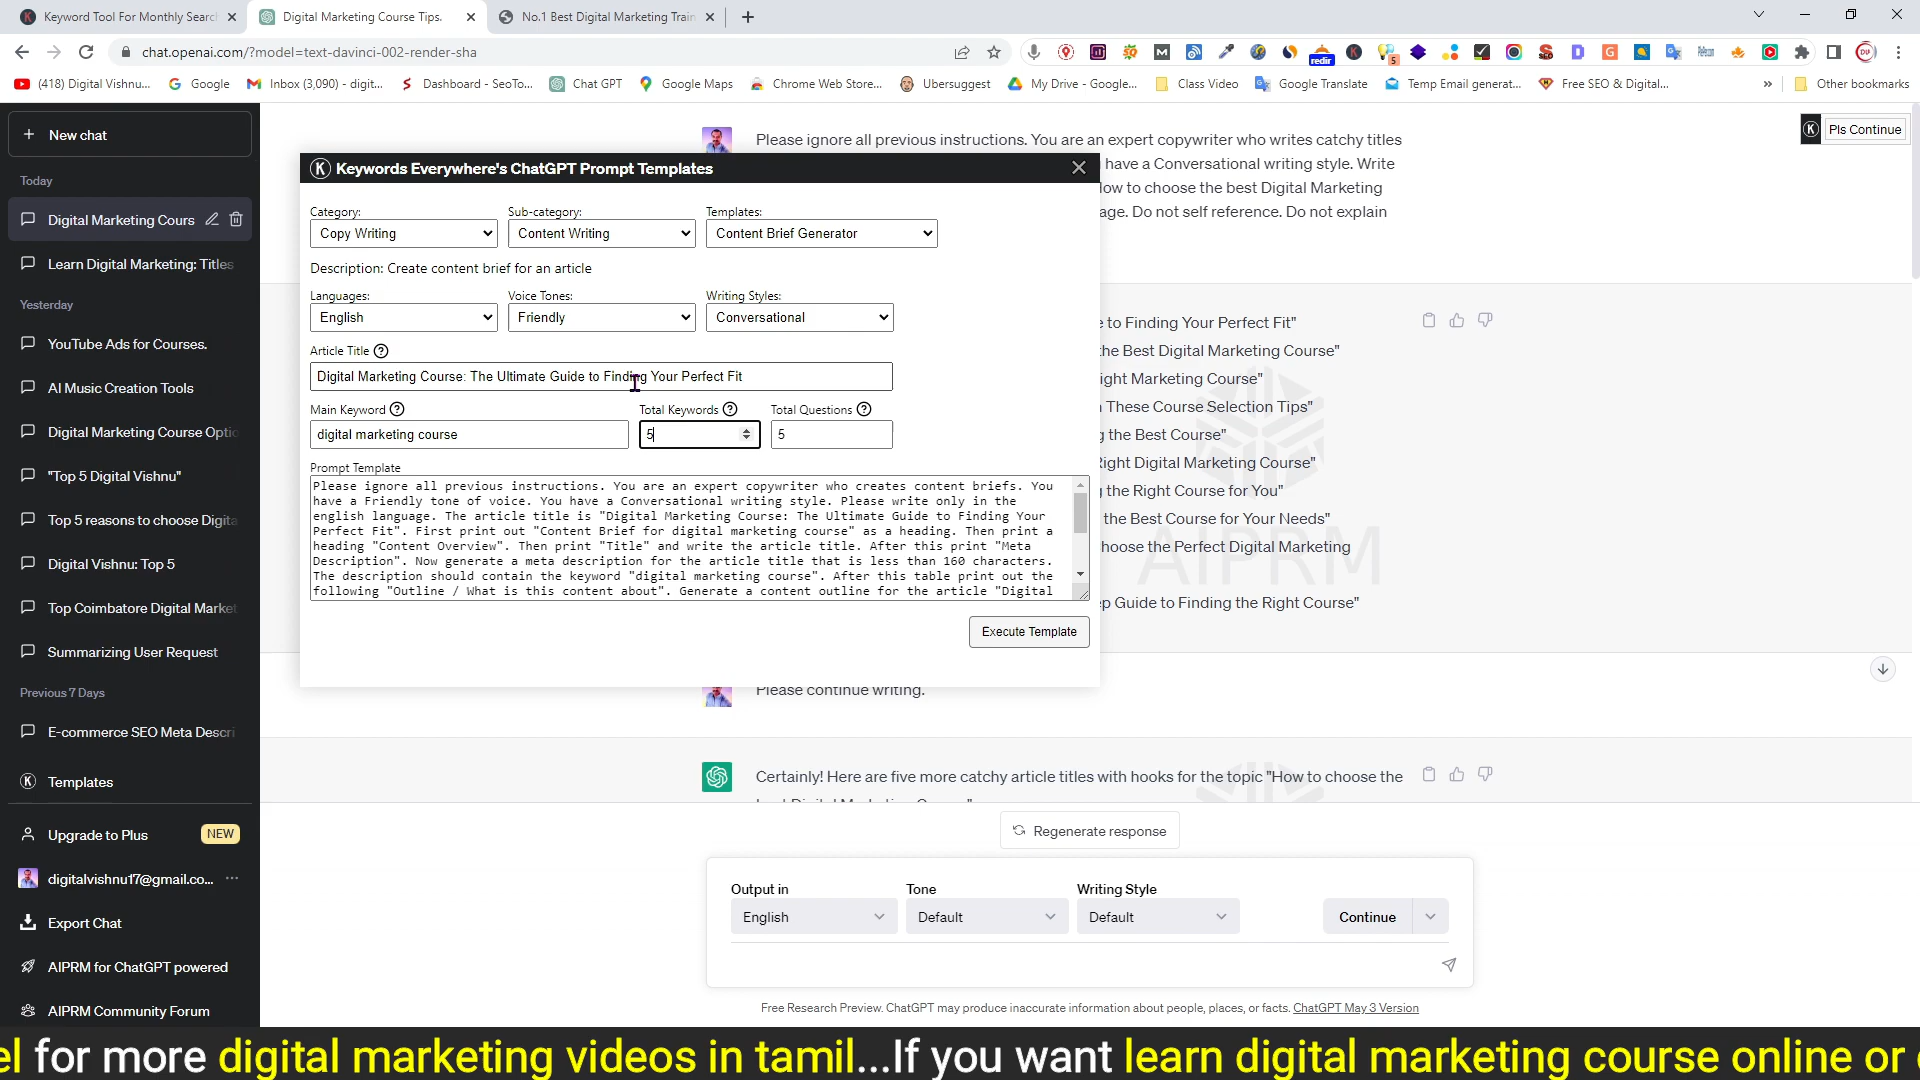 Keyword Tool For Monthly Searc
Digital Marketing Course Tips.
No.1 Best Digital Marketing Train
chat.openai.com/?model=text-davinci-002-render-sha
(418) Digital Vishnu...
Google
Inbox (3,090) - digit...
Dashboard - SeoTo...
Chat GPT
Google Maps
Chrome Web Store...
Ubersuggest
My Drive - Google...
Class Video
Google Translate
Temp Email generat...
Free SEO & Digital...
»
Other bookmarks
+ New chat
Today
Digital Marketing Cours
Learn Digital Marketing: Titles
Yesterday
YouTube Ads for Courses.
AI Music Creation Tools
Digital Marketing Course Optio
"Top 5 Digital Vishnu"
Top 5 reasons to choose Digita
Digital Vishnu: Top 5
Top Coimbatore Digital Market
Summarizing User Request
Previous 7 Days
E-commerce SEO Meta Descri
Templates
Upgrade to Plus
NEW
digitalvishnu17@gmail.co...
Export Chat
AIPRM for ChatGPT powered
AIPRM Community Forum
Please ignore all previous instructions. You are an expert copywriter who writes catchy titles
have a Conversational writing style. Write
low to choose the best Digital Marketing
age. Do not self reference. Do not explain
K Pls Continue
K Keywords Everywhere's ChatGPT Prompt Templates
Category:
Sub-category:
Templates:
Copy Writing
Content Writing
Content Brief Generator
Description: Create content brief for an article
Languages:
Voice Tones:
Writing Styles:
English
Friendly
Conversational
Article Title
Digital Marketing Course: The Ultimate Guide to Finding Your Perfect Fit
Main Keyword
Total Keywords
Total Questions
digital marketing course
5
5
Prompt Template
Please ignore all previous instructions. You are an expert copywriter who creates content briefs. You
have a Friendly tone of voice. You have a Conversational writing style. Please write only in the
english language. The article title is "Digital Marketing Course: The Ultimate Guide to Finding Your
Perfect Fit". First print out "Content Brief for digital marketing course" as a heading. Then print a
heading "Content Overview". Then print "Title" and write the article title. After this print "Meta
Description". Now generate a meta description for the article title that is less than 160 characters.
The description should contain the keyword "digital marketing course". After this table print out the
following "Outline / What is this content about". Generate a content outline for the article "Digital
Execute Template
e to Finding Your Perfect Fit"
the Best Digital Marketing Course"
ight Marketing Course"
These Course Selection Tips"
g the Best Course"
Right Digital Marketing Course"
g the Right Course for You"
the Best Course for Your Needs"
hoose the Perfect Digital Marketing
p Guide to Finding the Right Course"
AIPRM
Please continue writing.
Certainly! Here are five more catchy article titles with hooks for the topic "How to choose the
Regenerate response
Output in
Tone
Writing Style
English
Default
Default
Continue
Free Research Preview. ChatGPT may produce inaccurate information about people, places, or facts. ChatGPT May 3 Version
el for more digital marketing videos in tamil...If you want learn digital marketing course online or